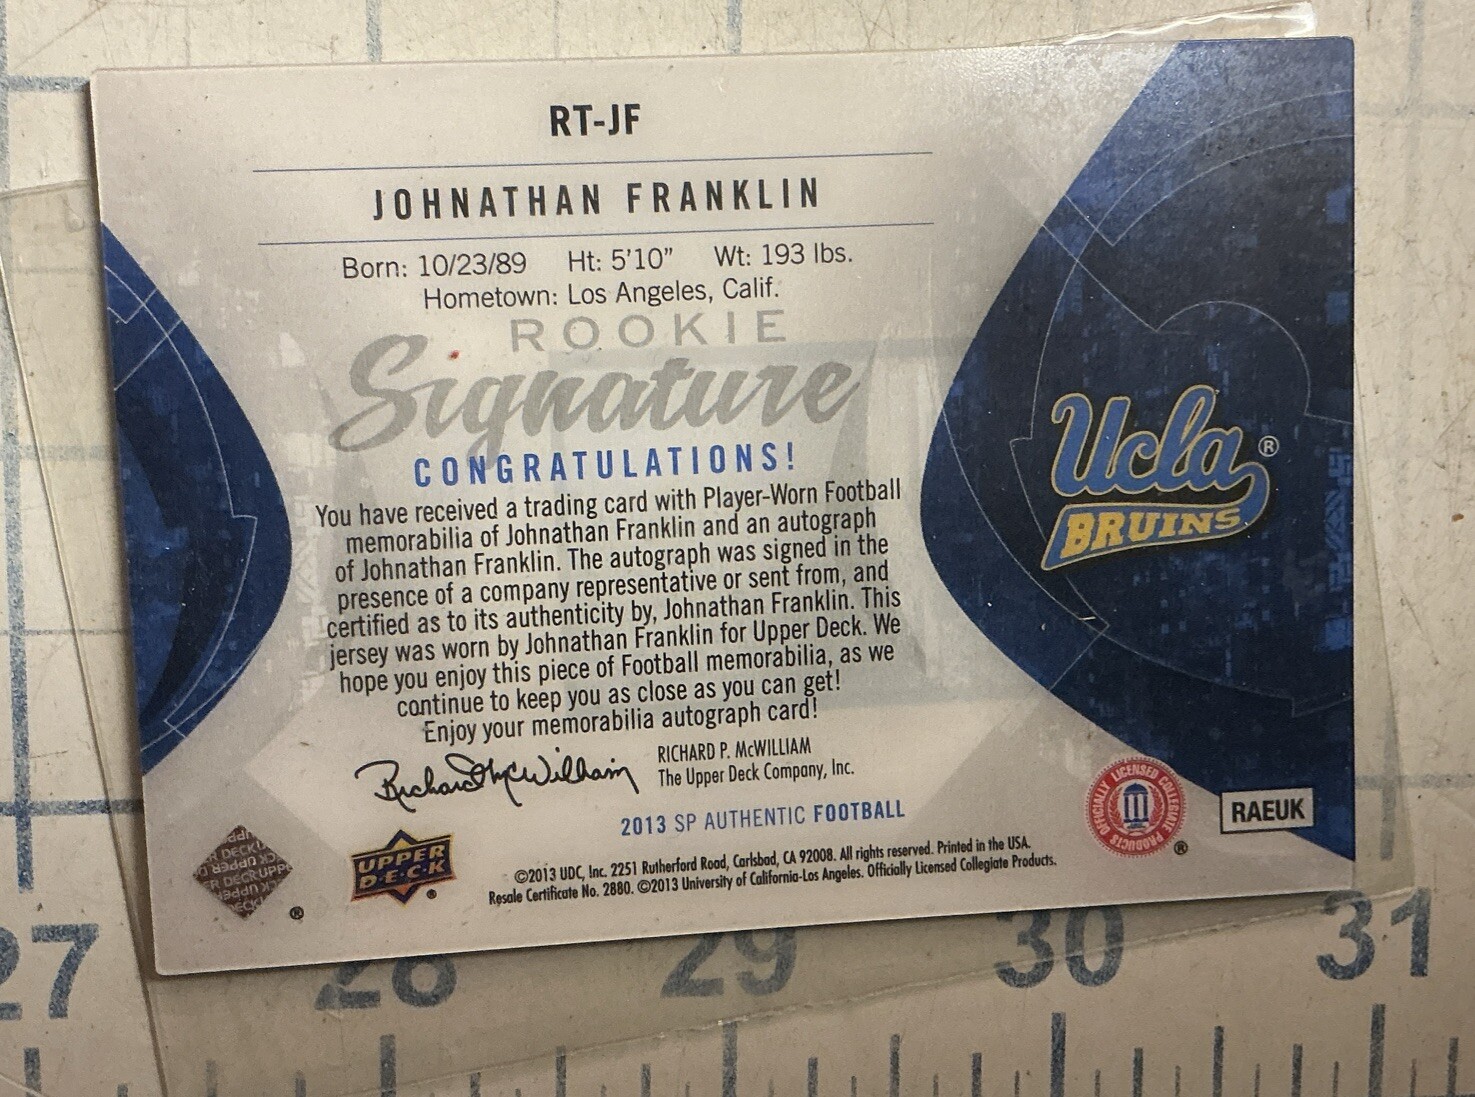 RT-JF
JOHNATHAN FRANKLIN
Born: 10/23/89 Ht: 5'10" Wt: 193 lbs.
Hometown: Los Angeles, Calif.
ROOKIE
Signature
CONGRATULATIONS!
You have received a trading card with Player-Worn Football
memorabilia of Johnathan Franklin and an autograph
of Johnathan Franklin. The autograph was signed in the
presence of a company representative or sent from, and
certified as to its authenticity by, Johnathan Franklin. This
jersey was worn by Johnathan Franklin for Upper Deck. We
hope you enjoy this piece of Football memorabilia, as we
continue to keep you as close as you can get!
Enjoy your memorabilia autograph card!
Richard P. McWilliam
RICHARD P. McWILLIAM
The Upper Deck Company, Inc.
2013 SP AUTHENTIC FOOTBALL
©2013 UDC, Inc. 2251 Rutherford Road, Carlsbad, CA 92008. All rights reserved. Printed in the USA.
Resale Certificate No. 2880. ©2013 University of California-Los Angeles. Officially Licensed Collegiate Products.
UPPER
D·E·C·K ®
®
Ucla ®
BRUINS
OFFICIALLY LICENSED COLLEGIATE PRODUCTS ®
RAEUK
27 28 29 30 31